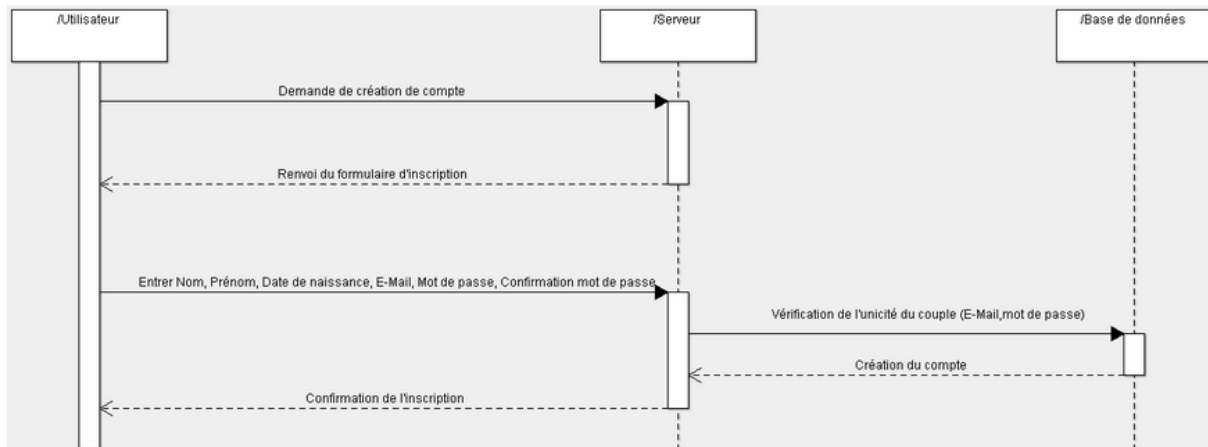 /Utilisateur
/Serveur
/Base de données
Demande de création de compte
Renvoi du formulaire d'inscription
Entrer Nom, Prénom, Date de naissance, E-Mail, Mot de passe, Confirmation mot de passe
Vérification de l'unicité du couple (E-Mail,mot de passe)
Création du compte
Confirmation de l'inscription